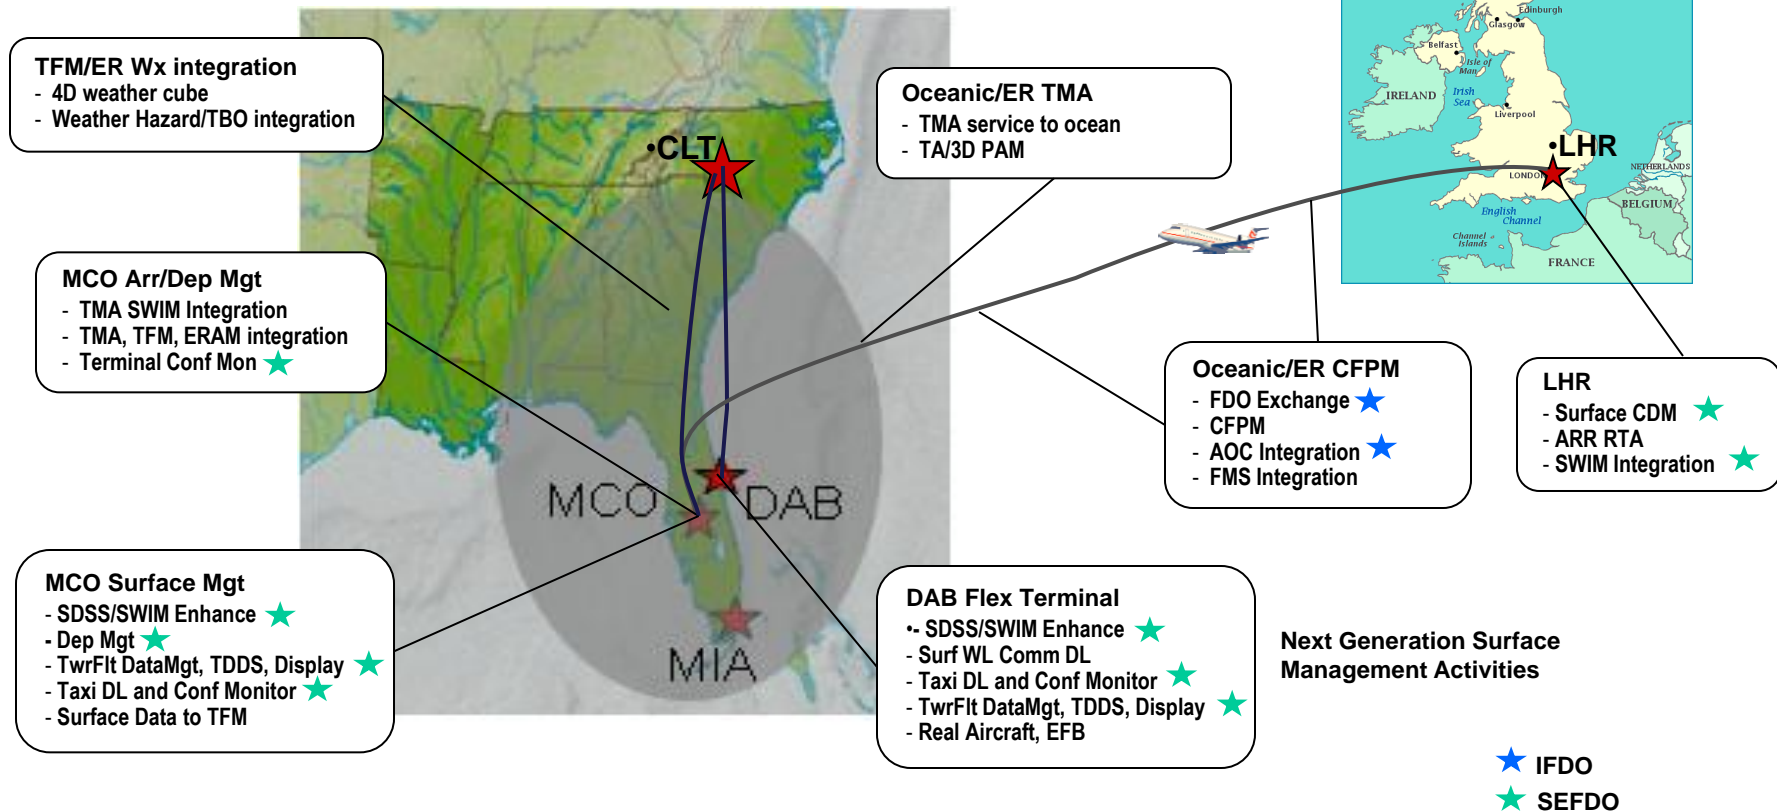 TFM/ER Wx integration
- 4D weather cube
- Weather Hazard/TBO integration
Oceanic/ER TMA
- TMA service to ocean
- TA/3D PAM
•CLT
Edinburgh
Glasgow
Belfast
Isle of
Man
IRELAND
Irish
Sea
Liverpool
•LHR
LONDON
NETHERLANDS
BELGIUM
English
Channel
Channel
Islands
FRANCE
MCO Arr/Dep Mgt
- TMA SWIM Integration
- TMA, TFM, ERAM integration
- Terminal Conf Mon
Oceanic/ER CFPM
- FDO Exchange
- CFPM
- AOC Integration
- FMS Integration
LHR
- Surface CDM
- ARR RTA
- SWIM Integration
MCO
DAB
MIA
MCO Surface Mgt
- SDSS/SWIM Enhance
- Dep Mgt
- TwrFlt DataMgt, TDDS, Display
- Taxi DL and Conf Monitor
- Surface Data to TFM
DAB Flex Terminal
•- SDSS/SWIM Enhance
- Surf WL Comm DL
- Taxi DL and Conf Monitor
- TwrFlt DataMgt, TDDS, Display
- Real Aircraft, EFB
Next Generation Surface
Management Activities
IFDO
SEFDO